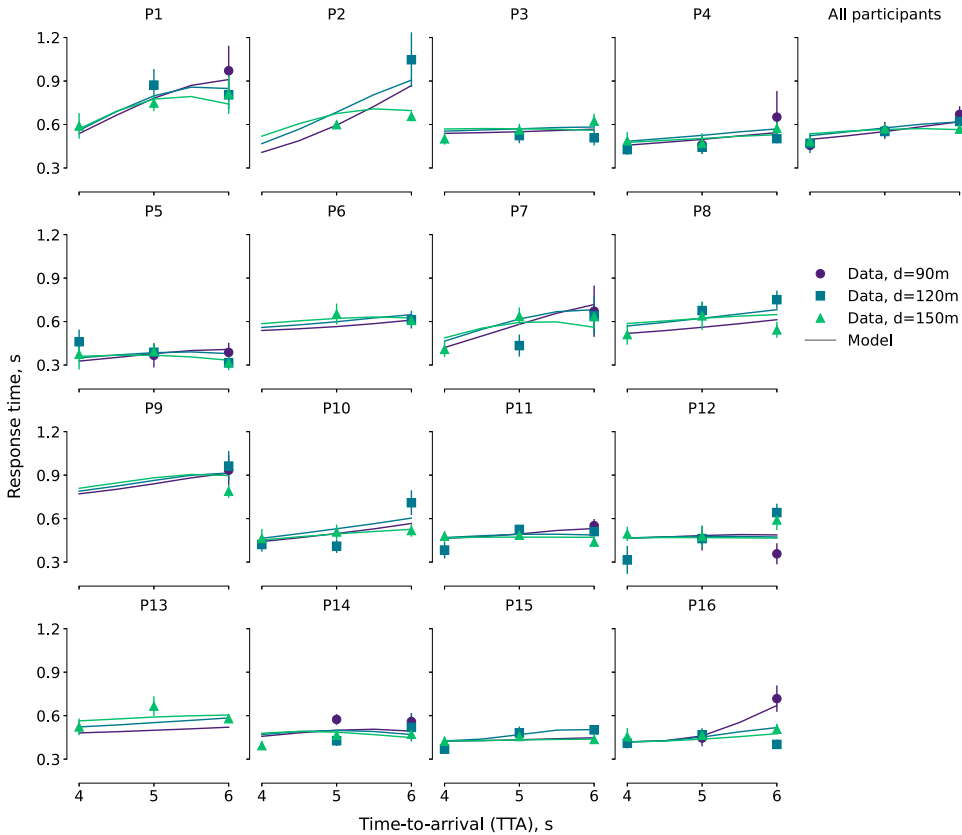 P1 P2 P3 P4 All participants
1.2
0.9
0.6
0.3
P5 P6 P7 P8
1.2
0.9
0.6
0.3
Data, d=90m
Data, d=120m
Data, d=150m
Model
Response time, s
P9 P10 P11 P12
1.2
0.9
0.6
0.3
P13 P14 P15 P16
1.2
0.9
0.6
0.3
4 5 6 4 5 6 4 5 6 4 5 6
Time-to-arrival (TTA), s